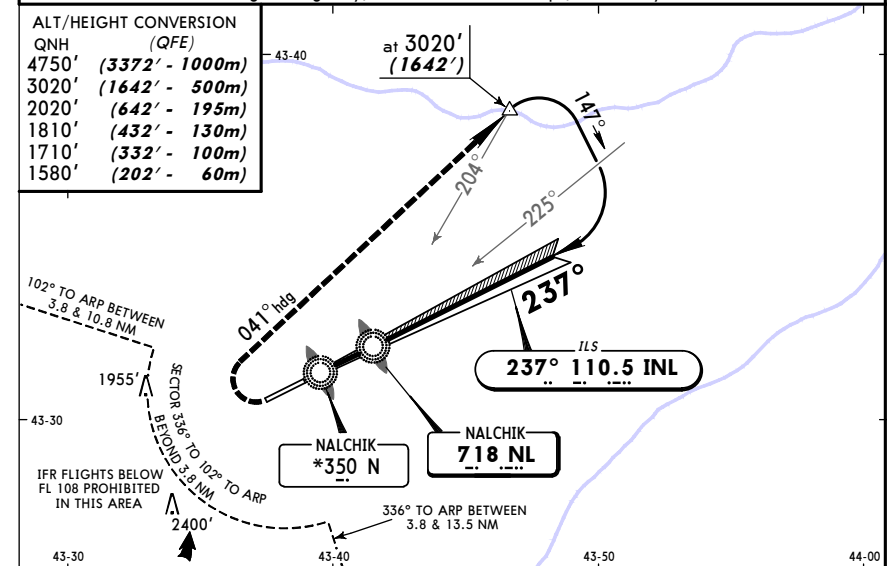 ALT/HEIGHT CONVERSION
QNH (QFE)
4750' (3372' - 1000m)
3020' (1642' - 500m)
2020' (642' - 195m)
1810' (432' - 130m)
1710' (332' - 100m)
1580' (202' - 60m)
43-40
at 3020'
(1642')
147°
204°
225°
041° hdg
237°
ILS
237° 110.5 INL
102° TO ARP BETWEEN
3.8 & 10.8 NM
1955'
SECTOR 336° TO 102° TO ARP
BEYOND 3.8 NM
43-30
NALCHIK
*350 N
NALCHIK
718 NL
IFR FLIGHTS BELOW
FL 108 PROHIBITED
IN THIS AREA
2400'
336° TO ARP BETWEEN
3.8 & 13.5 NM
43-30
43-40
43-50
44-00